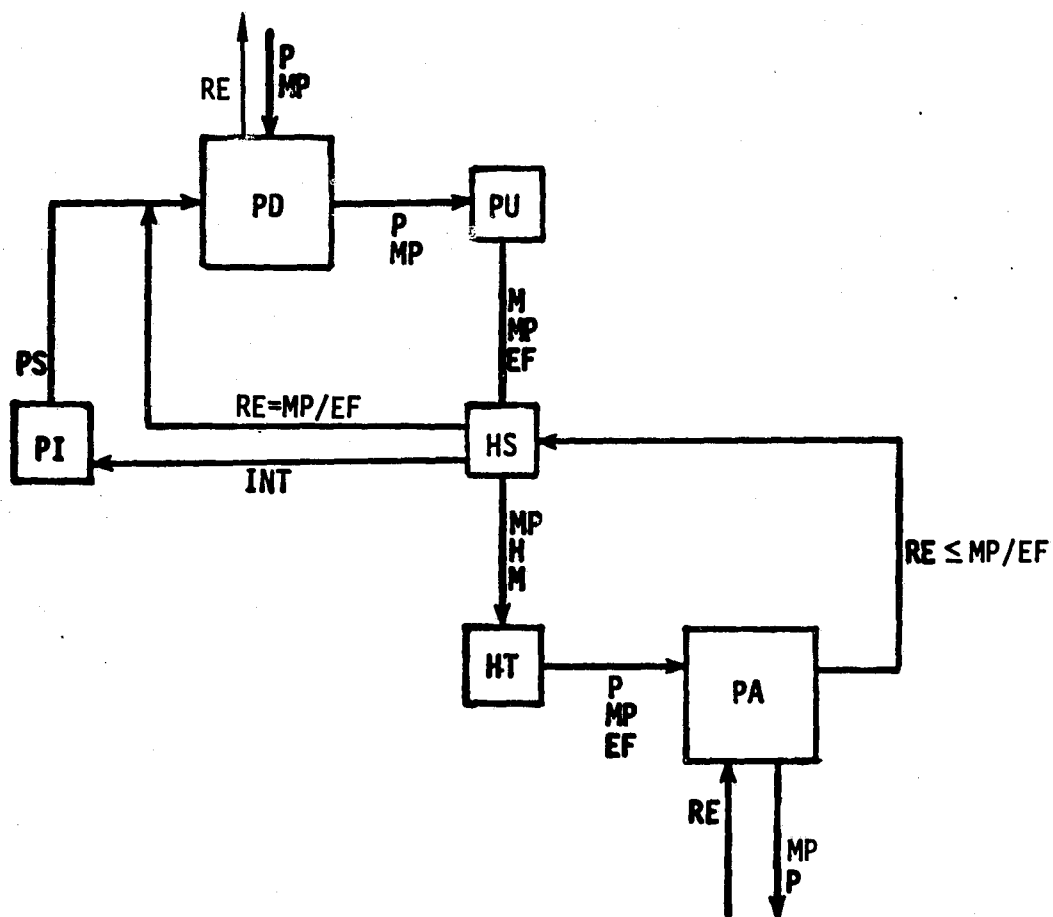 P
RE
MP
PD
PU
P
MP
M
MP
EF
PS
RE=MP/EF
PI
HS
INT
MP
H
M
RE ≤ MP/EF
HT
P
MP
EF
PA
RE
MP
P